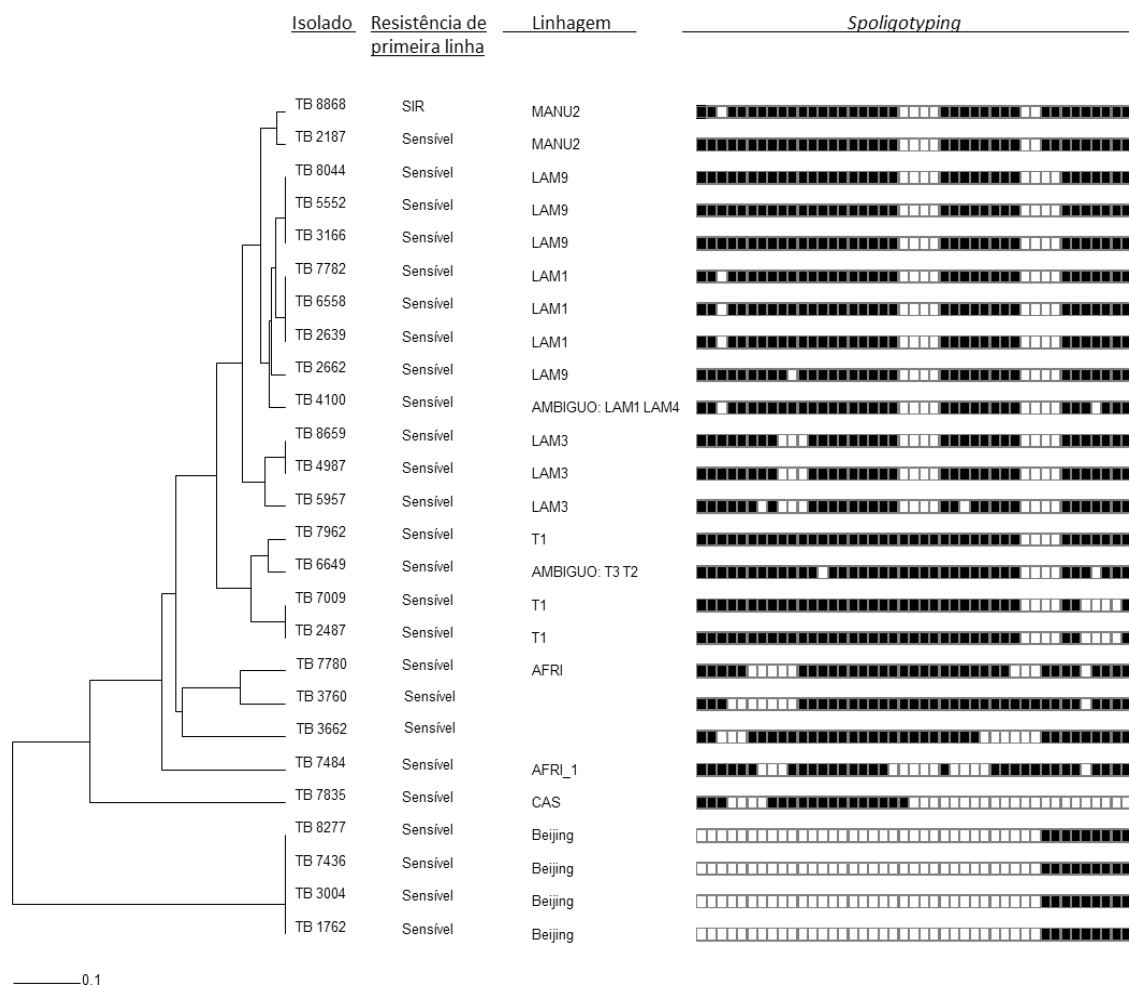 Isolado Resistência de primeira linha Linhagem Spoligotyping
TB 8868 SIR MANU2
TB 2187 Sensível MANU2
TB 8044 Sensível LAM9
TB 5552 Sensível LAM9
TB 3166 Sensível LAM9
TB 7782 Sensível LAM1
TB 6558 Sensível LAM1
TB 2639 Sensível LAM1
TB 2662 Sensível LAM9
TB 4100 Sensível AMBIGUO: LAM1 LAM4
TB 8659 Sensível LAM3
TB 4987 Sensível LAM3
TB 5957 Sensível LAM3
TB 7962 Sensível T1
TB 6649 Sensível AMBIGUO: T3 T2
TB 7009 Sensível T1
TB 2487 Sensível T1
TB 7780 Sensível AFRI
TB 3760 Sensível
TB 3662 Sensível
TB 7484 Sensível AFRI_1
TB 7835 Sensível CAS
TB 8277 Sensível Beijing
TB 7436 Sensível Beijing
TB 3004 Sensível Beijing
TB 1762 Sensível Beijing
0.1